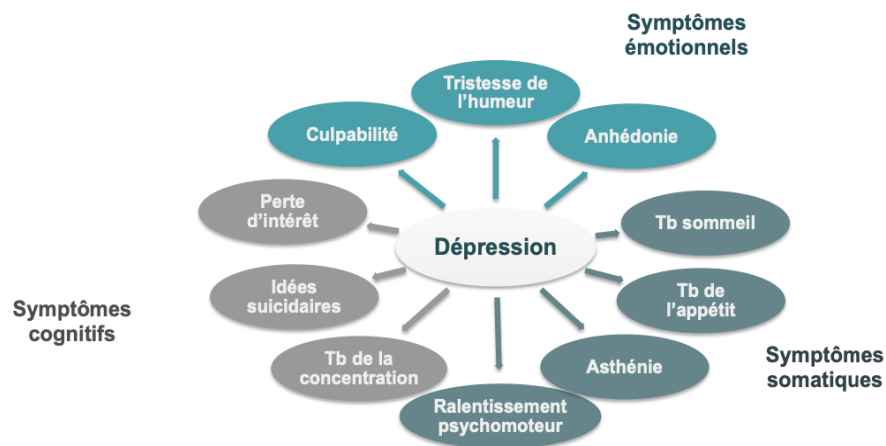 Symptômes
émotionnels
Tristesse de
l'humeur
Culpabilité
Anhédonie
Perte
d'intérêt
Tb sommeil
Dépression
Idées
suicidaires
Tb de
l'appétit
Symptômes
cognitifs
Tb de la
concentration
Asthénie
Symptômes
somatiques
Ralentissement
psychomoteur